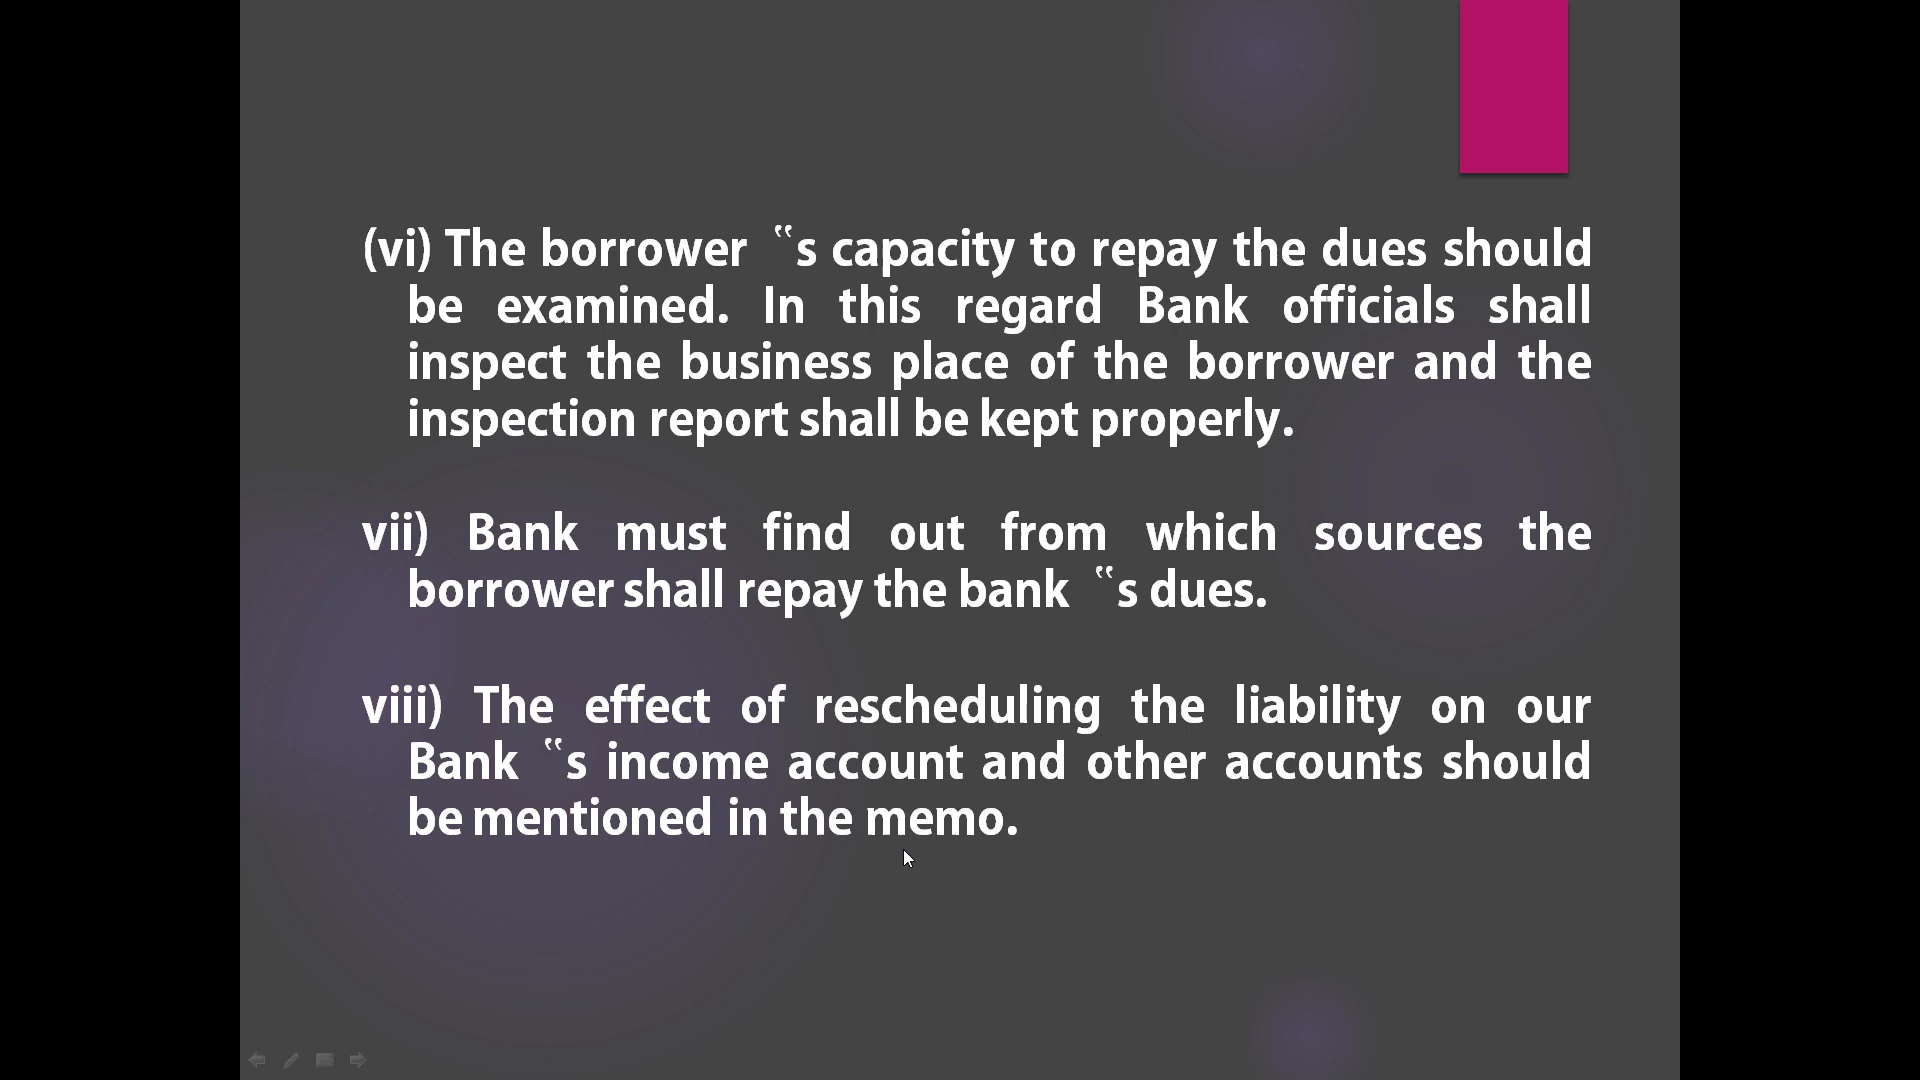 (vi) The borrower ‟s capacity to repay the dues should
be examined. In this regard Bank officials shall
inspect the business place of the borrower and the
inspection report shall be kept properly.
vii) Bank must find out from which sources the
borrower shall repay the bank ‟s dues.
viii) The effect of rescheduling the liability on our
Bank ‟s income account and other accounts should
be mentioned in the memo.